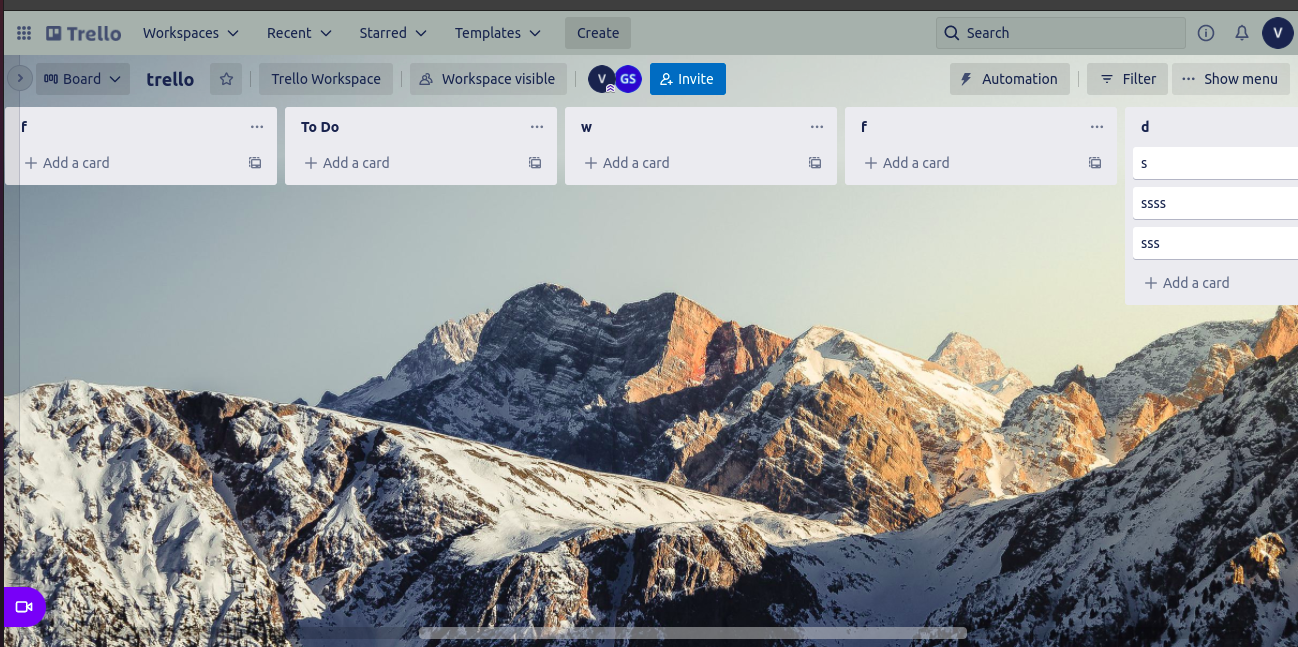 Trello Workspaces Recent Starred Templates Create Search V
Board trello Trello Workspace Workspace visible V GS Invite Automation Filter Show menu
f To Do w f d
Add a card Add a card Add a card Add a card s
ssss
sss
Add a card